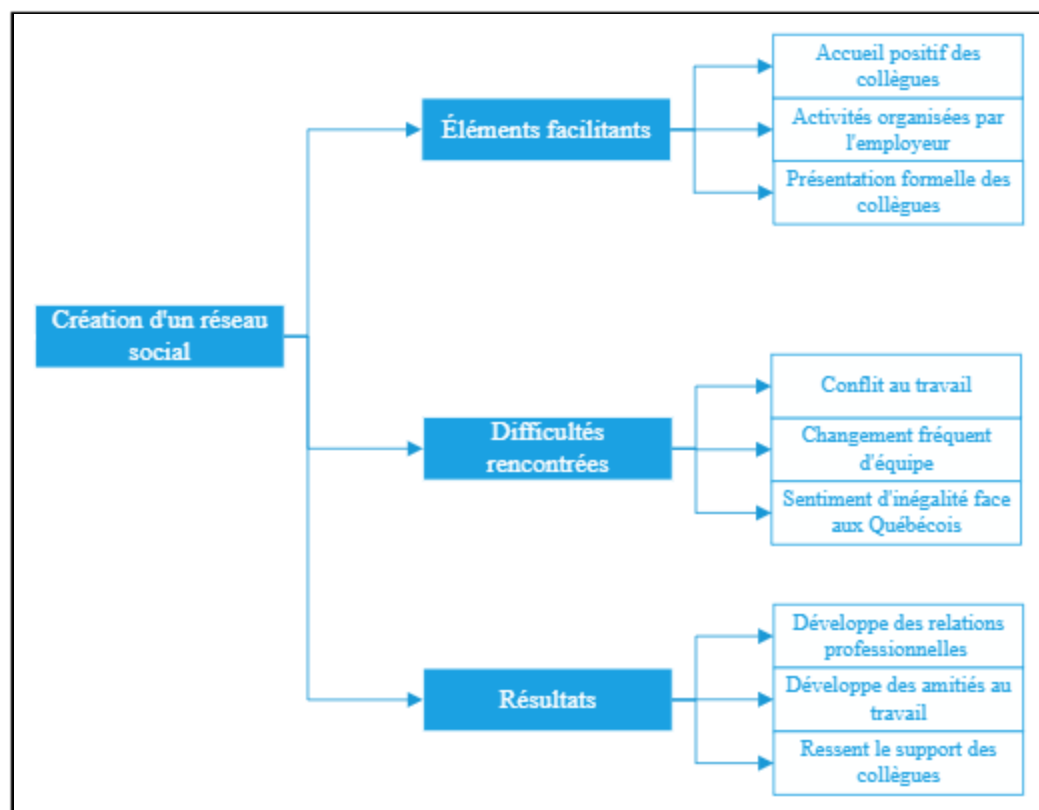 Création d'un réseau
social
Éléments facilitants
Accueil positif des
collègues
Activités organisées par
l'employeur
Présentation formelle des
collègues
Difficultés
rencontrées
Conflit au travail
Changement fréquent
d'équipe
Sentiment d'inégalité face
aux Québécois
Résultats
Développe des relations
professionnelles
Développe des amitiés au
travail
Ressent le support des
collègues